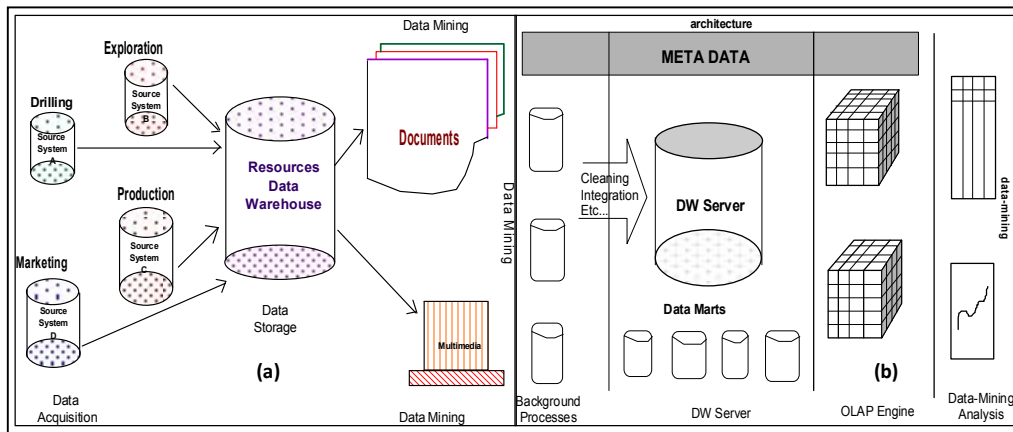 Data Mining
Exploration
Source
System
B
Drilling
Source
System
A
Documents
Resources
Data
Warehouse
Production
Source
System
C
Marketing
Source
System
D
Data
Storage
Multimedia
(a)
Data
Acquisition
Data Mining
Data Mining
architecture
META DATA
Cleaning
Integration
Etc...
DW Server
Data Marts
(b)
data-mining
Background
Processes
DW Server
OLAP Engine
Data-Mining
Analysis